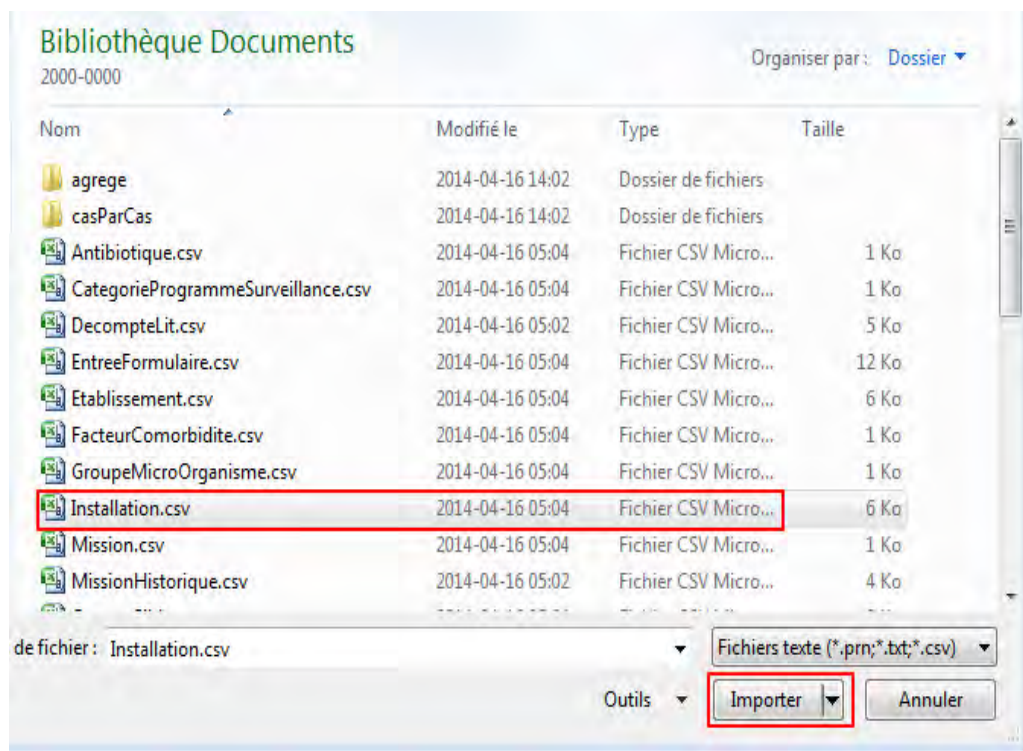 Bibliothèque Documents
2000-0000
Organiser par : Dossier
Nom Modifié le Type Taille
agrege 2014-04-16 14:02 Dossier de fichiers
casParCas 2014-04-16 14:02 Dossier de fichiers
Antibiotique.csv 2014-04-16 05:04 Fichier CSV Micro... 1 Ko
CategorieProgrammeSurveillance.csv 2014-04-16 05:04 Fichier CSV Micro... 1 Ko
DecompteLit.csv 2014-04-16 05:02 Fichier CSV Micro... 5 Ko
EntreeFormulaire.csv 2014-04-16 05:04 Fichier CSV Micro... 12 Ko
Etablissement.csv 2014-04-16 05:04 Fichier CSV Micro... 6 Ko
FacteurComorbidite.csv 2014-04-16 05:04 Fichier CSV Micro... 1 Ko
GroupeMicroOrganisme.csv 2014-04-16 05:04 Fichier CSV Micro... 1 Ko
Installation.csv 2014-04-16 05:04 Fichier CSV Micro... 6 Ko
Mission.csv 2014-04-16 05:04 Fichier CSV Micro... 1 Ko
MissionHistorique.csv 2014-04-16 05:02 Fichier CSV Micro... 4 Ko
de fichier : Installation.csv Fichiers texte (*.prn;*.txt;*.csv)
Outils Importer Annuler